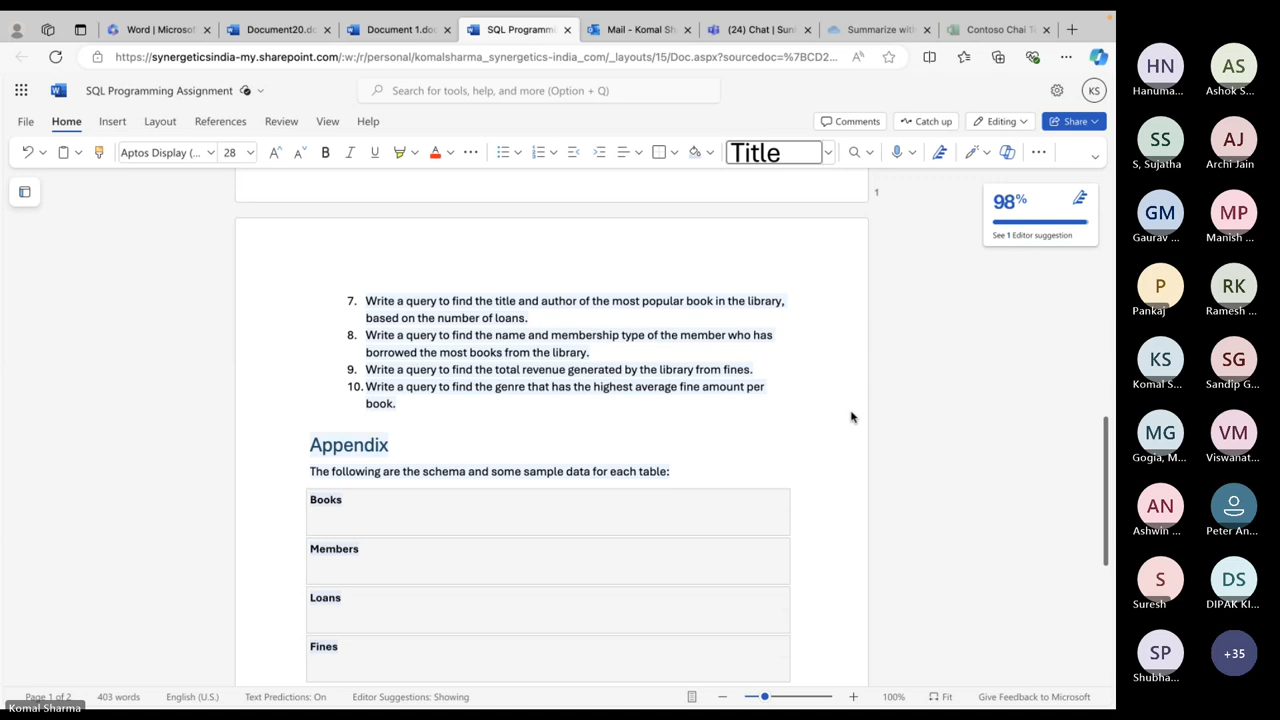 Word | Microsof
Document20.do
Document 1.do
SQL Programm
Mail - Komal Sh
(24) Chat | Sun
Summarize with
Contoso Chai T
https://synergeticsindia-my.sharepoint.com/:w:/r/personal/komalsharma_synergetics-india_com/_layouts/15/Doc.aspx?sourcedoc=%7BCD2...
SQL Programming Assignment
Search for tools, help, and more (Option + Q)
KS
File Home Insert Layout References Review View Help
Comments Catch up Editing Share
Aptos Display (... 28 B I U A Title
1
98%
See 1 Editor suggestion
7. Write a query to find the title and author of the most popular book in the library,
based on the number of loans.
8. Write a query to find the name and membership type of the member who has
borrowed the most books from the library.
9. Write a query to find the total revenue generated by the library from fines.
10. Write a query to find the genre that has the highest average fine amount per
book.
Appendix
The following are the schema and some sample data for each table:
Books
Members
Loans
Fines
Page 1 of 2 403 words English (U.S.) Text Predictions: On Editor Suggestions: Showing 100% Fit Give Feedback to Microsoft
Komal Sharma
HN AS
Hanuma... Ashok S...
SS AJ
S, Sujatha Archi Jain
GM MP
Gaurav ... Manish ...
P RK
Pankaj Ramesh ...
KS SG
Komal S... Sandip G...
MG VM
Gogia, M... Viswanat...
AN
Ashwin ... Peter An...
S DS
Suresh DIPAK KI...
SP +35
Shubha...